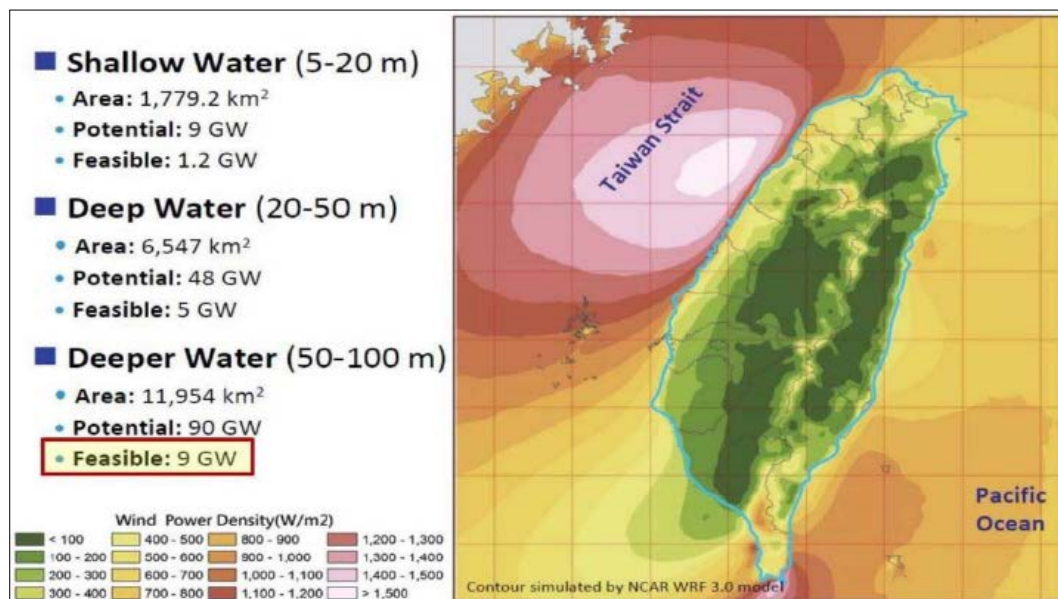 Shallow Water (5-20 m)
• Area: 1,779.2 km²
• Potential: 9 GW
• Feasible: 1.2 GW
Deep Water (20-50 m)
• Area: 6,547 km²
• Potential: 48 GW
• Feasible: 5 GW
Deeper Water (50-100 m)
• Area: 11,954 km²
• Potential: 90 GW
• Feasible: 9 GW
Wind Power Density(W/m2)
< 100 400 - 500 800 - 900 1,200 - 1,300
100 - 200 500 - 600 900 - 1,000 1,300 - 1,400
200 - 300 600 - 700 1,000 - 1,100 1,400 - 1,500
300 - 400 700 - 800 1,100 - 1,200 > 1,500
Taiwan Strait
Pacific
Ocean
Contour simulated by NCAR WRF 3.0 model